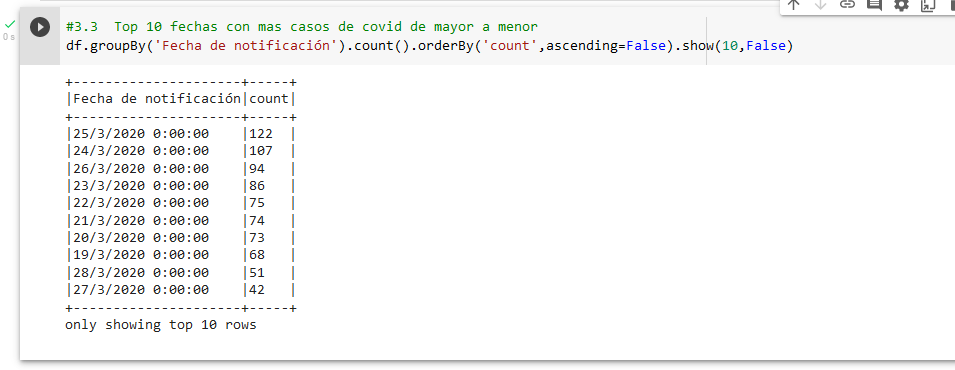 0s
#3.3  Top 10 fechas con mas casos de covid de mayor a menor
df.groupBy('Fecha de notificación').count().orderBy('count',ascending=False).show(10,False)
+---------------------+-----+
|Fecha de notificación|count|
+---------------------+-----+
|25/3/2020 0:00:00    |122  |
|24/3/2020 0:00:00    |107  |
|26/3/2020 0:00:00    |94   |
|23/3/2020 0:00:00    |86   |
|22/3/2020 0:00:00    |75   |
|21/3/2020 0:00:00    |74   |
|20/3/2020 0:00:00    |73   |
|19/3/2020 0:00:00    |68   |
|28/3/2020 0:00:00    |51   |
|27/3/2020 0:00:00    |42   |
+---------------------+-----+
only showing top 10 rows